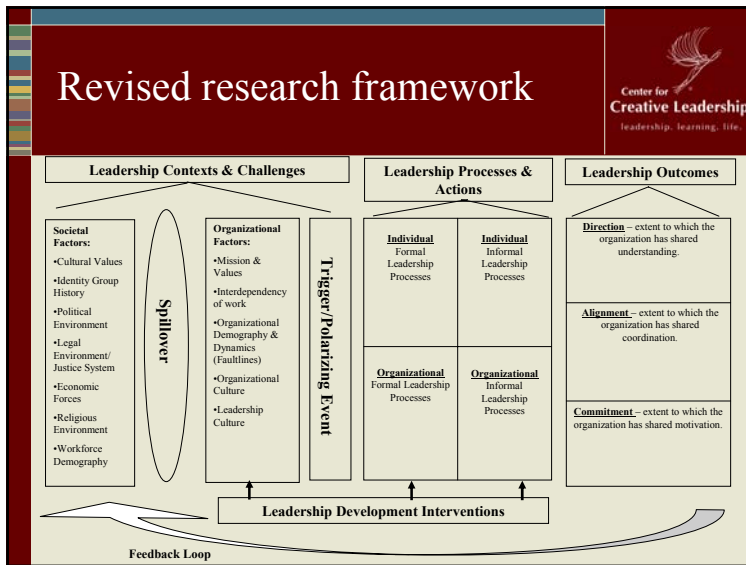 Revised research framework
Center for
Creative Leadership
leadership. learning. life.
Leadership Contexts & Challenges
Leadership Processes &
Actions
Leadership Outcomes
Societal
Factors:
•Cultural Values
•Identity Group
History
•Political
Environment
•Legal
Environment/
Justice System
•Economic
Forces
•Religious
Environment
•Workforce
Demography
Spillover
Organizational
Factors:
•Mission &
Values
•Interdependency
of work
•Organizational
Demography &
Dynamics
(Faultlines)
•Organizational
Culture
•Leadership
Culture
Trigger/Polarizing Event
Individual
Formal
Leadership
Processes
Individual
Informal
Leadership
Processes
Organizational
Formal Leadership
Processes
Organizational
Informal
Leadership
Processes
Direction – extent to which the
organization has shared
understanding.
Alignment – extent to which the
organization has shared
coordination.
Commitment – extent to which the
organization has shared motivation.
Leadership Development Interventions
Feedback Loop